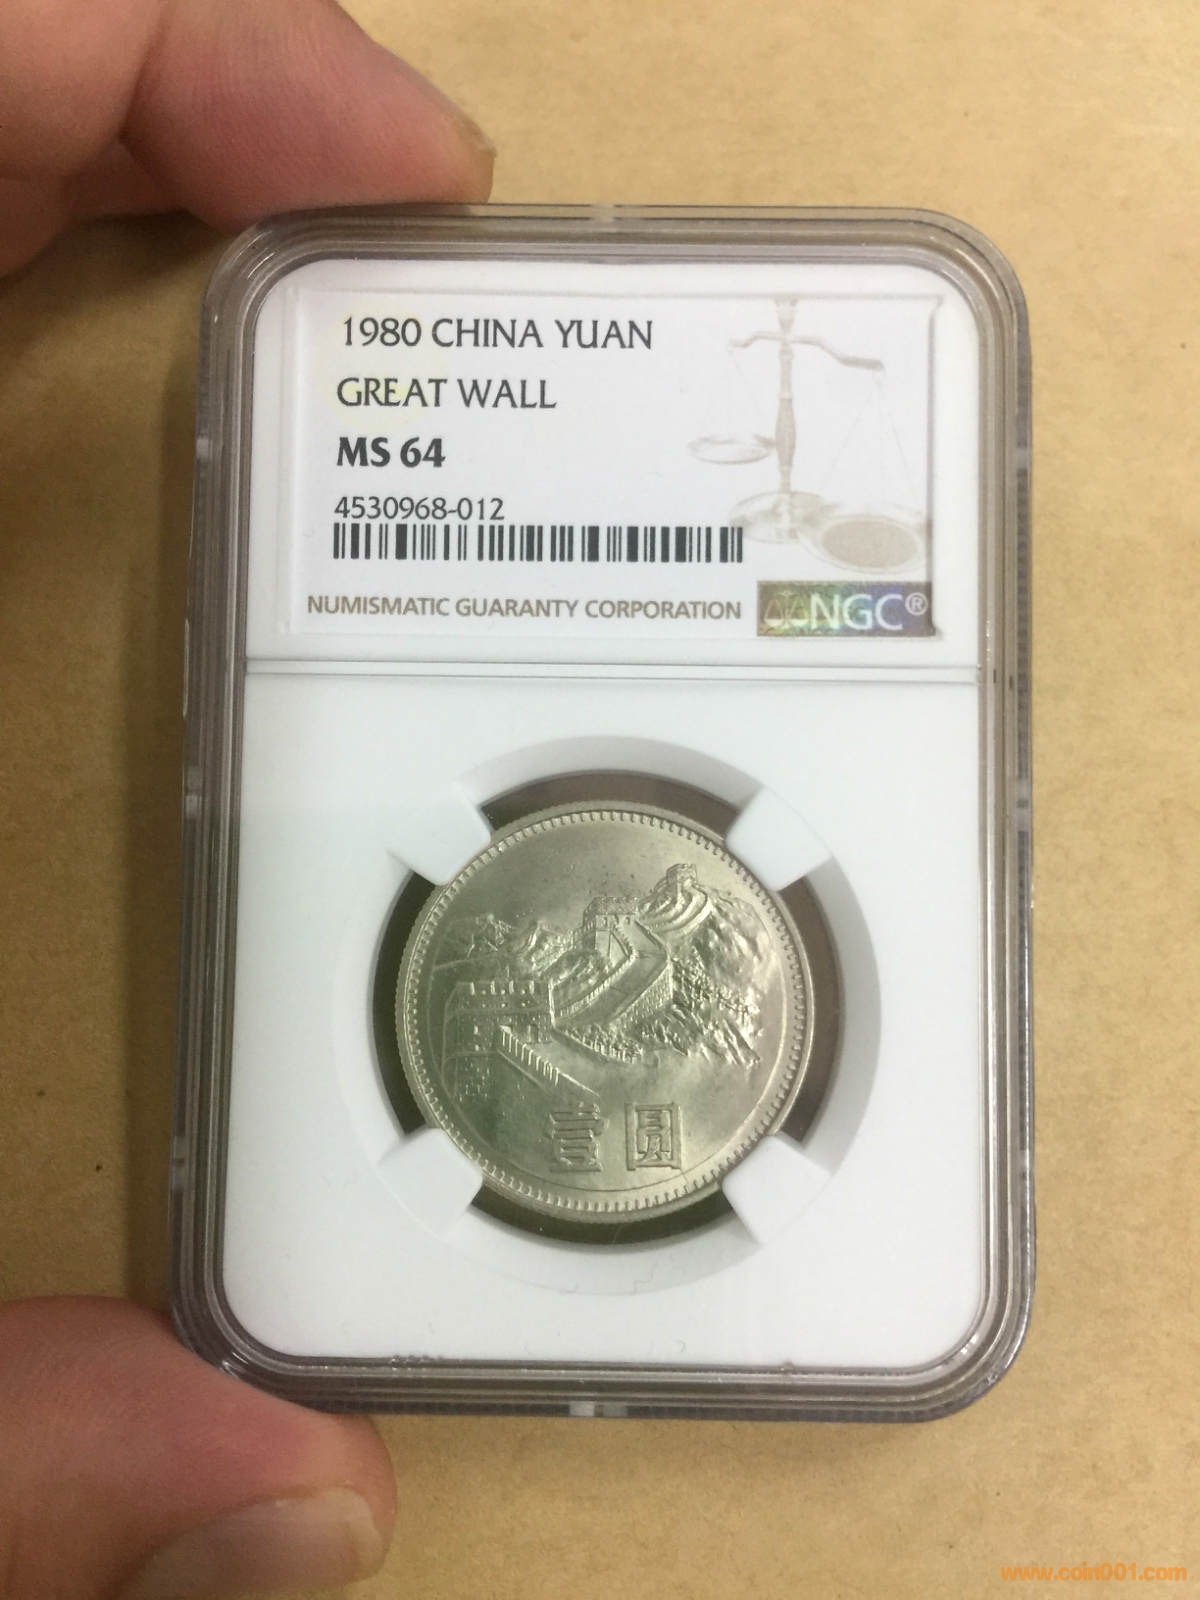 1980 CHINA YUAN
GREAT WALL
MS 64
4530968-012
NUMISMATIC GUARANTY CORPORATION
NGC®
壹圆
www.coin001.com